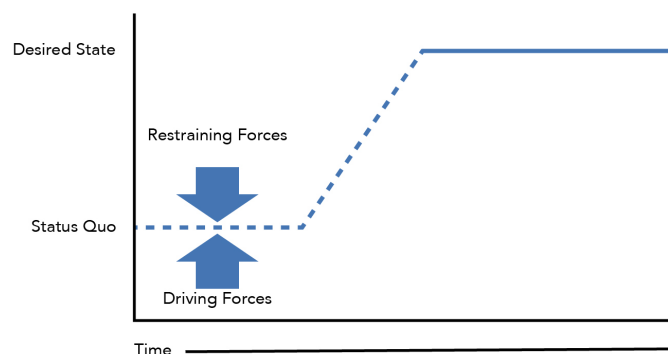 Desired State
Restraining Forces
Status Quo
Driving Forces
Time